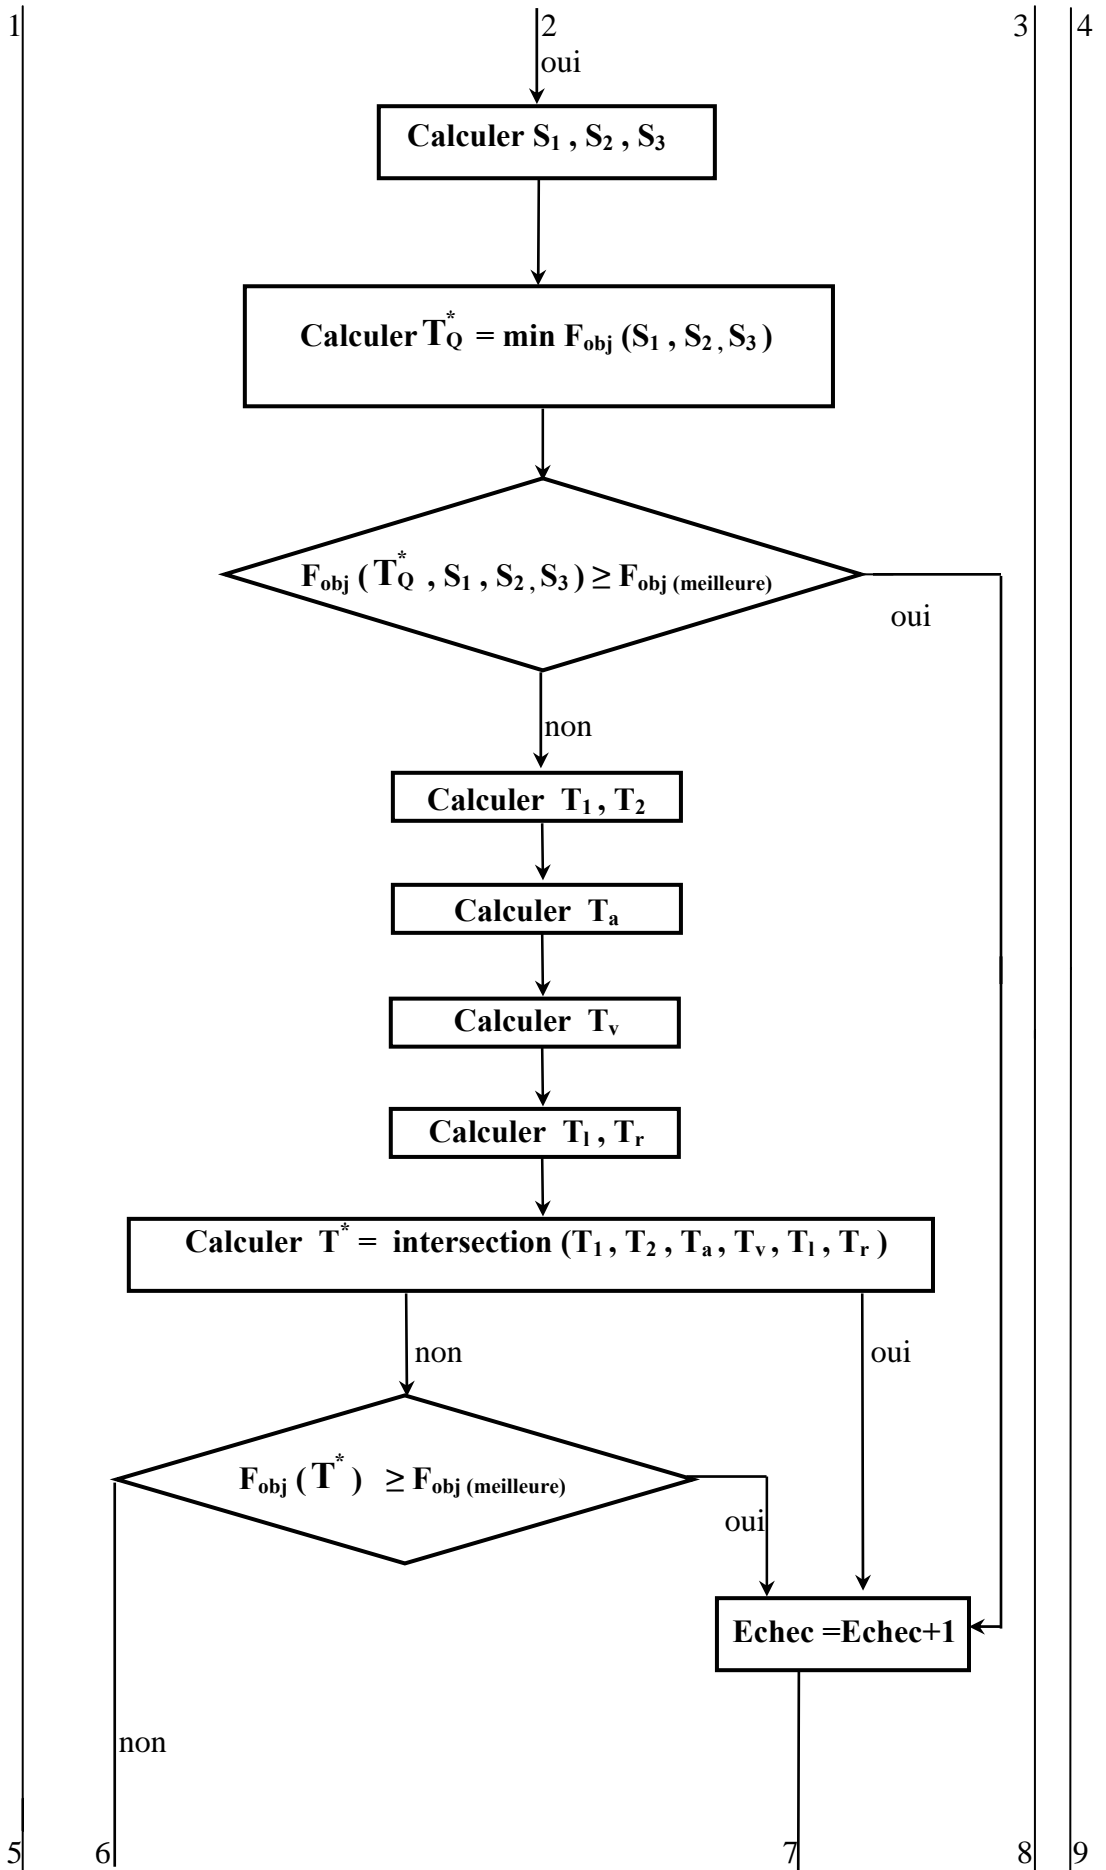 1 2 3 4
oui
Calculer S₁ , S₂ , S₃
Calculer T*Q = min Fobj (S₁ , S₂ , S₃ )
Fobj ( T*Q , S₁ , S₂ , S₃) ≥ Fobj (meilleure)
oui
non
Calculer T₁ , T₂
Calculer Ta
Calculer Tv
Calculer Tl , Tr
Calculer T* = intersection (T₁ , T₂ , Ta , Tv , Tl , Tr )
non oui
Fobj ( T* ) ≥ Fobj (meilleure)
oui
Echec =Echec+1
non
5 6 7 8 9